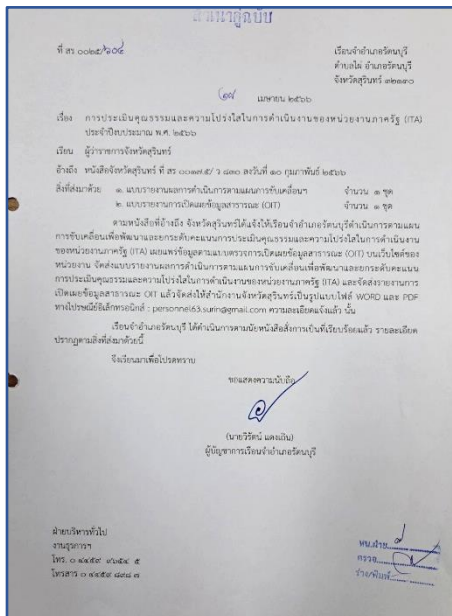 สำเนาคู่ฉบับ
ที่ สร ๐๐๒๕/
เรือนจำอำเภอรัตนบุรี
ตำบลไผ่ อำเภอรัตนบุรี
จังหวัดสุรินทร์ ๓๒๑๓๐
เมษายน ๒๕๖๖
เรื่อง การประเมินคุณธรรมและความโปร่งใสในการดำเนินงานของหน่วยงานภาครัฐ (ITA)
ประจำปีงบประมาณ พ.ศ. ๒๕๖๖
เรียน ผู้ว่าราชการจังหวัดสุรินทร์
อ้างถึง หนังสือจังหวัดสุรินทร์ ที่ สร ๐๐๑๗.๕/ ว ๘๓๐ ลงวันที่ ๑๐ กุมภาพันธ์ ๒๕๖๖
สิ่งที่ส่งมาด้วย ๑. แบบรายงานผลการดำเนินการตามแผนการขับเคลื่อนฯ จำนวน ๑ ชุด
๒. แบบรายงานการเปิดเผยข้อมูลสาธารณะ (OIT) จำนวน ๑ ชุด
ตามหนังสือที่อ้างถึง จังหวัดสุรินทร์ได้แจ้งให้เรือนจำอำเภอรัตนบุรีดำเนินการตามแผน
การขับเคลื่อนเพื่อพัฒนาและยกระดับคะแนนการประเมินคุณธรรมและความโปร่งใสในการดำเนินงาน
ของหน่วยงานภาครัฐ (ITA) เผยแพร่ข้อมูลตามแบบตรวจการเปิดเผยข้อมูลสาธารณะ (OIT) บนเว็บไซต์ของ
หน่วยงาน จัดส่งแบบรายงานผลการดำเนินการตามแผนการขับเคลื่อนเพื่อพัฒนาและยกระดับคะแนน
การประเมินคุณธรรมและความโปร่งใสในการดำเนินงานของหน่วยงานภาครัฐ (ITA) และจัดส่งรายงานการ
เปิดเผยข้อมูลสาธารณะ OIT แล้วจัดส่งให้สำนักงานจังหวัดสุรินทร์เป็นรูปแบบไฟล์ WORD และ PDF
ทางไปรษณีย์อิเล็กทรอนิกส์ : personnel63.surin@gmail.com ความละเอียดแจ้งแล้ว นั้น
เรือนจำอำเภอรัตนบุรี ได้ดำเนินการตามนัยหนังสือสั่งการเป็นที่เรียบร้อยแล้ว รายละเอียด
ปรากฏตามสิ่งที่ส่งมาด้วยนี้
จึงเรียนมาเพื่อโปรดทราบ
ขอแสดงความนับถือ
(นายวิรัตน์ แดงเถิน)
ผู้บัญชาการเรือนจำอำเภอรัตนบุรี
ฝ่ายบริหารทั่วไป
งานธุรการฯ
โทร. ๐ ๔๔๕๙ ๙๖๕๔ ๕
โทรสาร ๐ ๔๔๕๙ ๘๙๘ ๗
หน.ฝ่าย
ตรวจ
ร่าง/พิมพ์